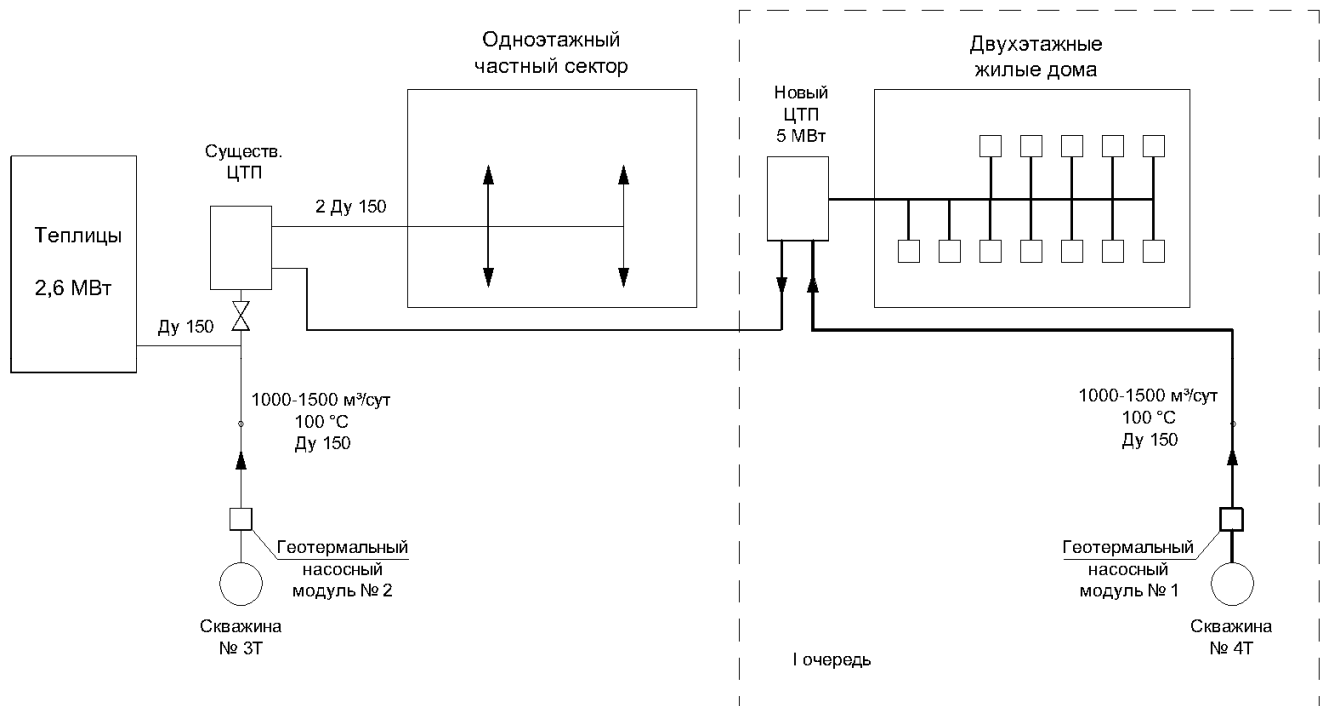 Одноэтажный
частный сектор
Двухэтажные
жилые дома
Новый
ЦТП
5 МВт
Существ.
ЦТП
2 Ду 150
Теплицы
2,6 МВт
Ду 150
1000-1500 м³/сут
100 °С
Ду 150
1000-1500 м³/сут
100 °С
Ду 150
Геотермальный
насосный
модуль № 2
Геотермальный
насосный
модуль № 1
Скважина
№ 3Т
Скважина
№ 4Т
I очередь